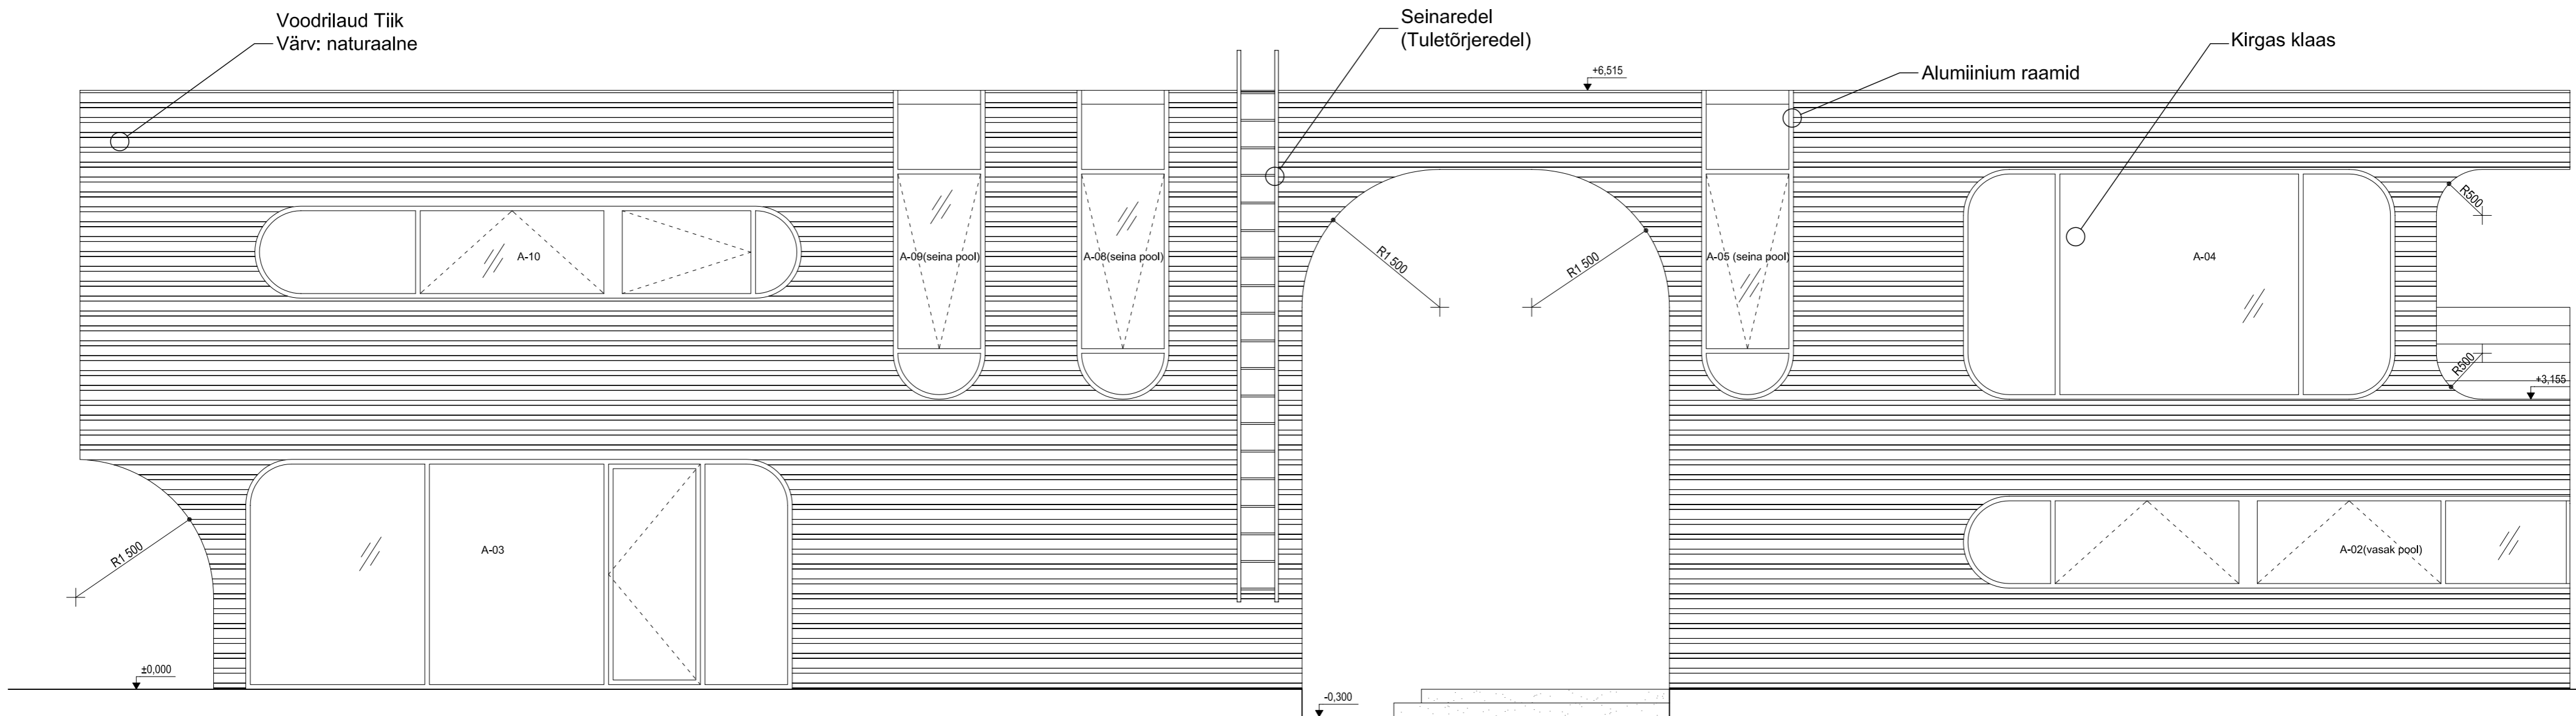 Voodrilaud Tiik
Värv: naturaalne
Seinaredel
(Tuletõrjeredel)
Kirgas klaas
Alumiinium raamid
+6,515
R500
A-10
A-09(seina pool)
A-08(seina pool)
R1 500
R1 500
A-05 (seina pool)
A-04
R500
+3,155
R1 500
A-03
A-02(vasak pool)
±0,000
-0,300